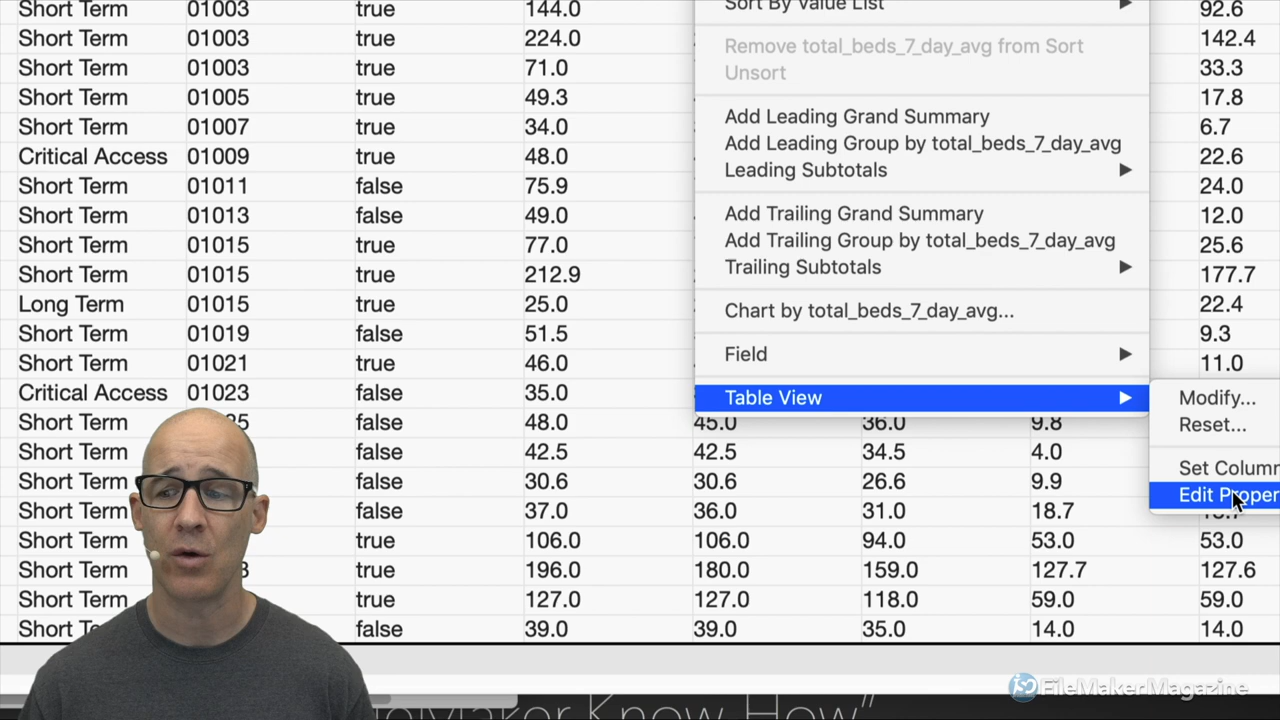 Short Term 01003 true 144.0 Sort By Value List 92.6
Short Term 01003 true 224.0 Remove total_beds_7_day_avg from Sort 142.4
Short Term 01003 true 71.0 Unsort 33.3
Short Term 01005 true 49.3 17.8
Short Term 01007 true 34.0 Add Leading Grand Summary 6.7
Critical Access 01009 true 48.0 Add Leading Group by total_beds_7_day_avg 22.6
Short Term 01011 false 75.9 Leading Subtotals 24.0
Short Term 01013 false 49.0 Add Trailing Grand Summary 12.0
Short Term 01015 true 77.0 Add Trailing Group by total_beds_7_day_avg 25.6
Short Term 01015 true 212.9 Trailing Subtotals 177.7
Long Term 01015 true 25.0 Chart by total_beds_7_day_avg... 22.4
Short Term 01019 false 51.5 9.3
Short Term 01021 true 46.0 Field 11.0
Critical Access 01023 false 35.0 Table View Modify...
Short Term false 48.0 45.0 36.0 9.8 Reset...
Short Term false 42.5 42.5 34.5 4.0 Set Column
Short Term false 30.6 30.6 26.6 9.9 Edit
Short Term false 37.0 36.0 31.0 18.7
Short Term true 106.0 106.0 94.0 53.0 53.0
Short Term true 196.0 180.0 159.0 127.7 127.6
Short Term true 127.0 127.0 118.0 59.0 59.0
Short false 39.0 39.0 35.0 14.0 14.0
FileMakerMagazine
Know-How"